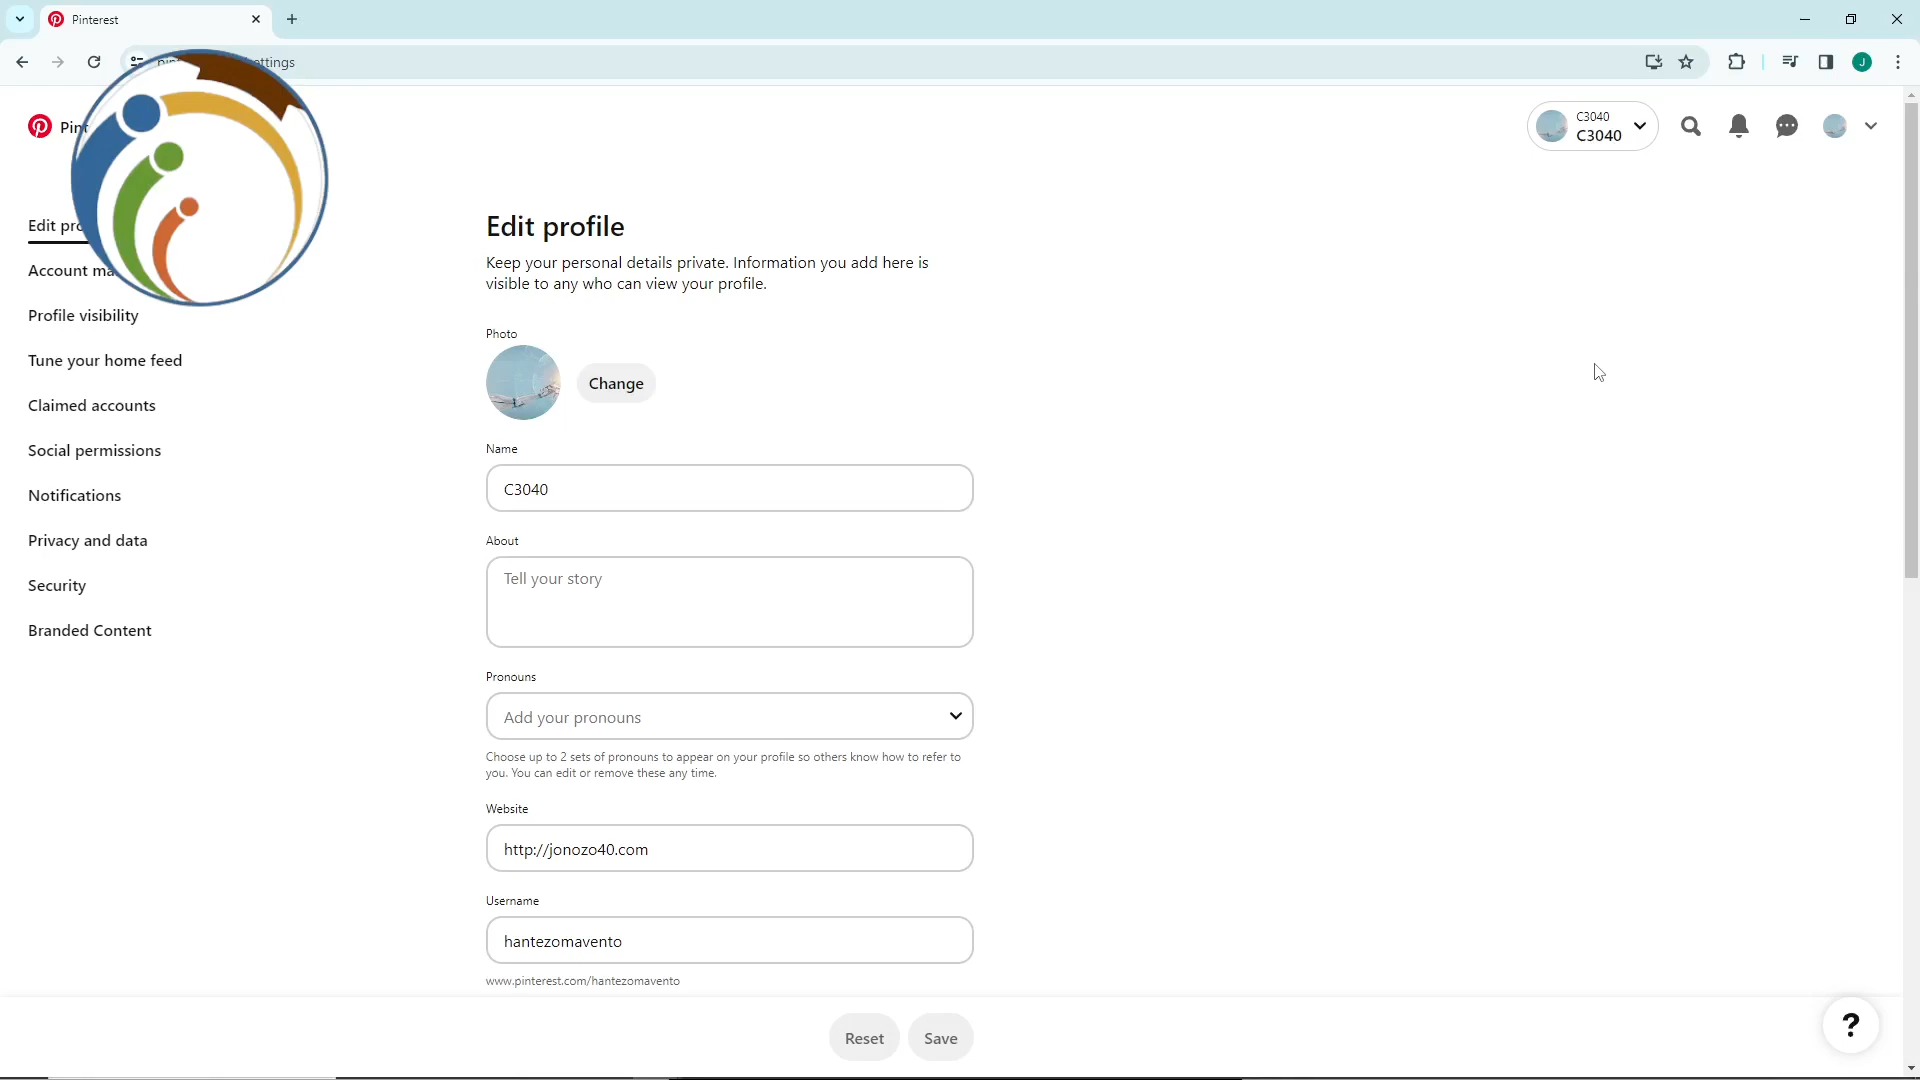 Pinterest
ettings
C3040
C3040
Edit
Account
Profile visibility
Tune your home feed
Claimed accounts
Social permissions
Notifications
Privacy and data
Security
Branded Content
Edit profile
Keep your personal details private. Information you add here is
visible to any who can view your profile.
Photo
Change
Name
C3040
About
Tell your story
Pronouns
Add your pronouns
Choose up to 2 sets of pronouns to appear on your profile so others know how to refer to
you. You can edit or remove these any time.
Website
http://jonozo40.com
Username
hantezomavento
www.pinterest.com/hantezomavento
Reset
Save
?
J